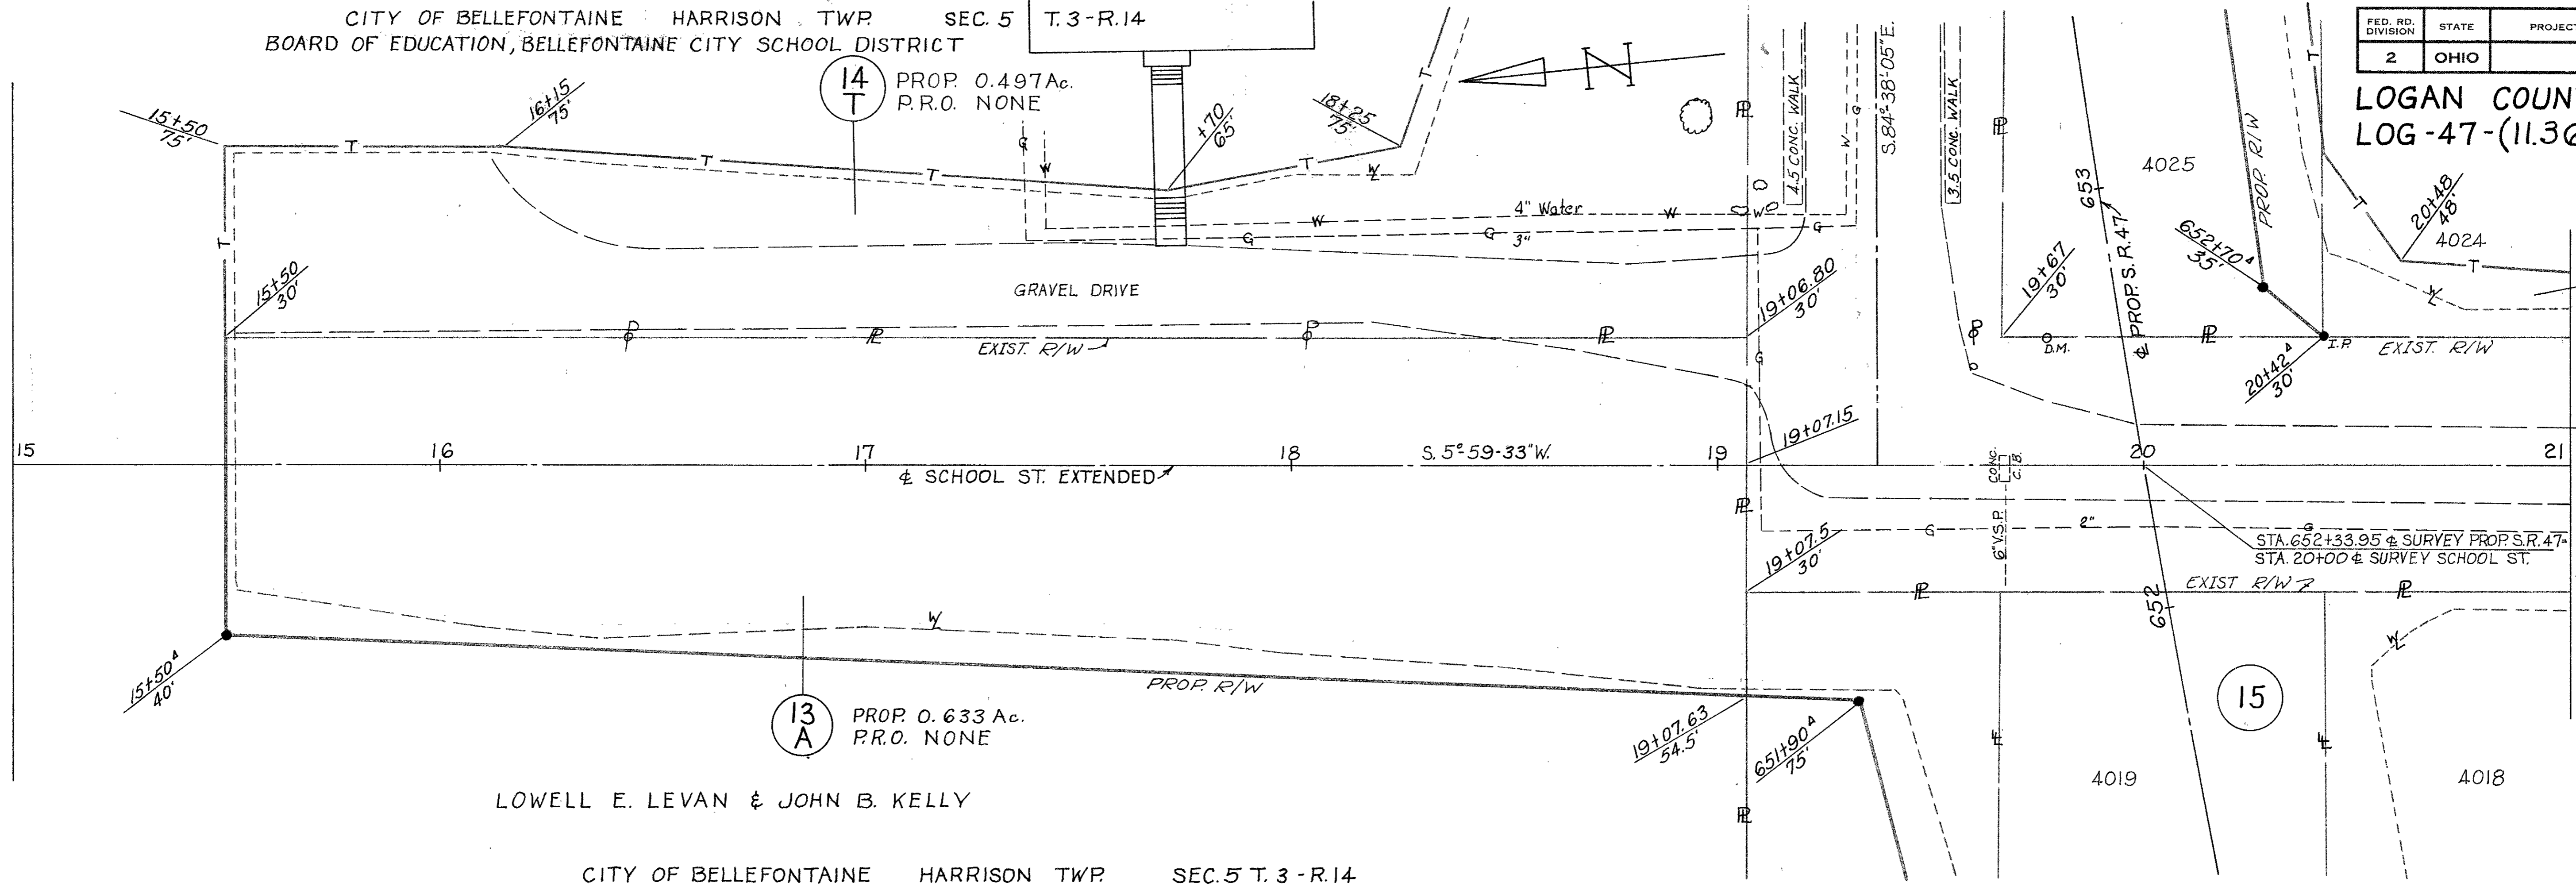 CITY OF BELLEFONTAINE HARRISON TWP. SEC. 5 T. 3 - R. 14
BOARD OF EDUCATION, BELLEFONTAINE CITY SCHOOL DISTRICT
14
T
PROP. 0.497 Ac.
P.R.O. NONE
15+50
75'
16+15
75'
+70
65'
18+25
75'
N
4.5 CONC. WALK
S. 84°-38'-05" E.
3.5 CONC. WALK
FED. RD. DIVISION
STATE
2
OHIO
LOG-47-(11.36
T
T
T
T
T
T
T
T
T
T
G
W
W
G
W
W
W
G
G
G
4" Water
3"
653
4025
PROP. R/W
652+70
35'
20+48
48'
4024
℄ PROP. S.R. 47
15+50
30'
GRAVEL DRIVE
19+06.80
30'
19+67
30'
D.M.
I.P.
EXIST. R/W
EXIST. R/W
20+42
30'
G
15
16
17
18
19
20
21
S. 5°-59-33" W.
19+07.15
℄ SCHOOL ST. EXTENDED
CONC.
C. B.
6" V.S.P.
G
2"
G
19+07.5
30'
STA. 652+33.95 ℄ SURVEY PROP. S.R. 47=
STA. 20+00 ℄ SURVEY SCHOOL ST.
EXIST R/W
652
15+50
40'
PROP. R/W
13
A
PROP. 0.633 Ac.
P.R.O. NONE
19+07.63
54.5'
651+90
75'
15
4019
4018
LOWELL E. LEVAN & JOHN B. KELLY
CITY OF BELLEFONTAINE HARRISON TWP. SEC. 5 T. 3 - R. 14